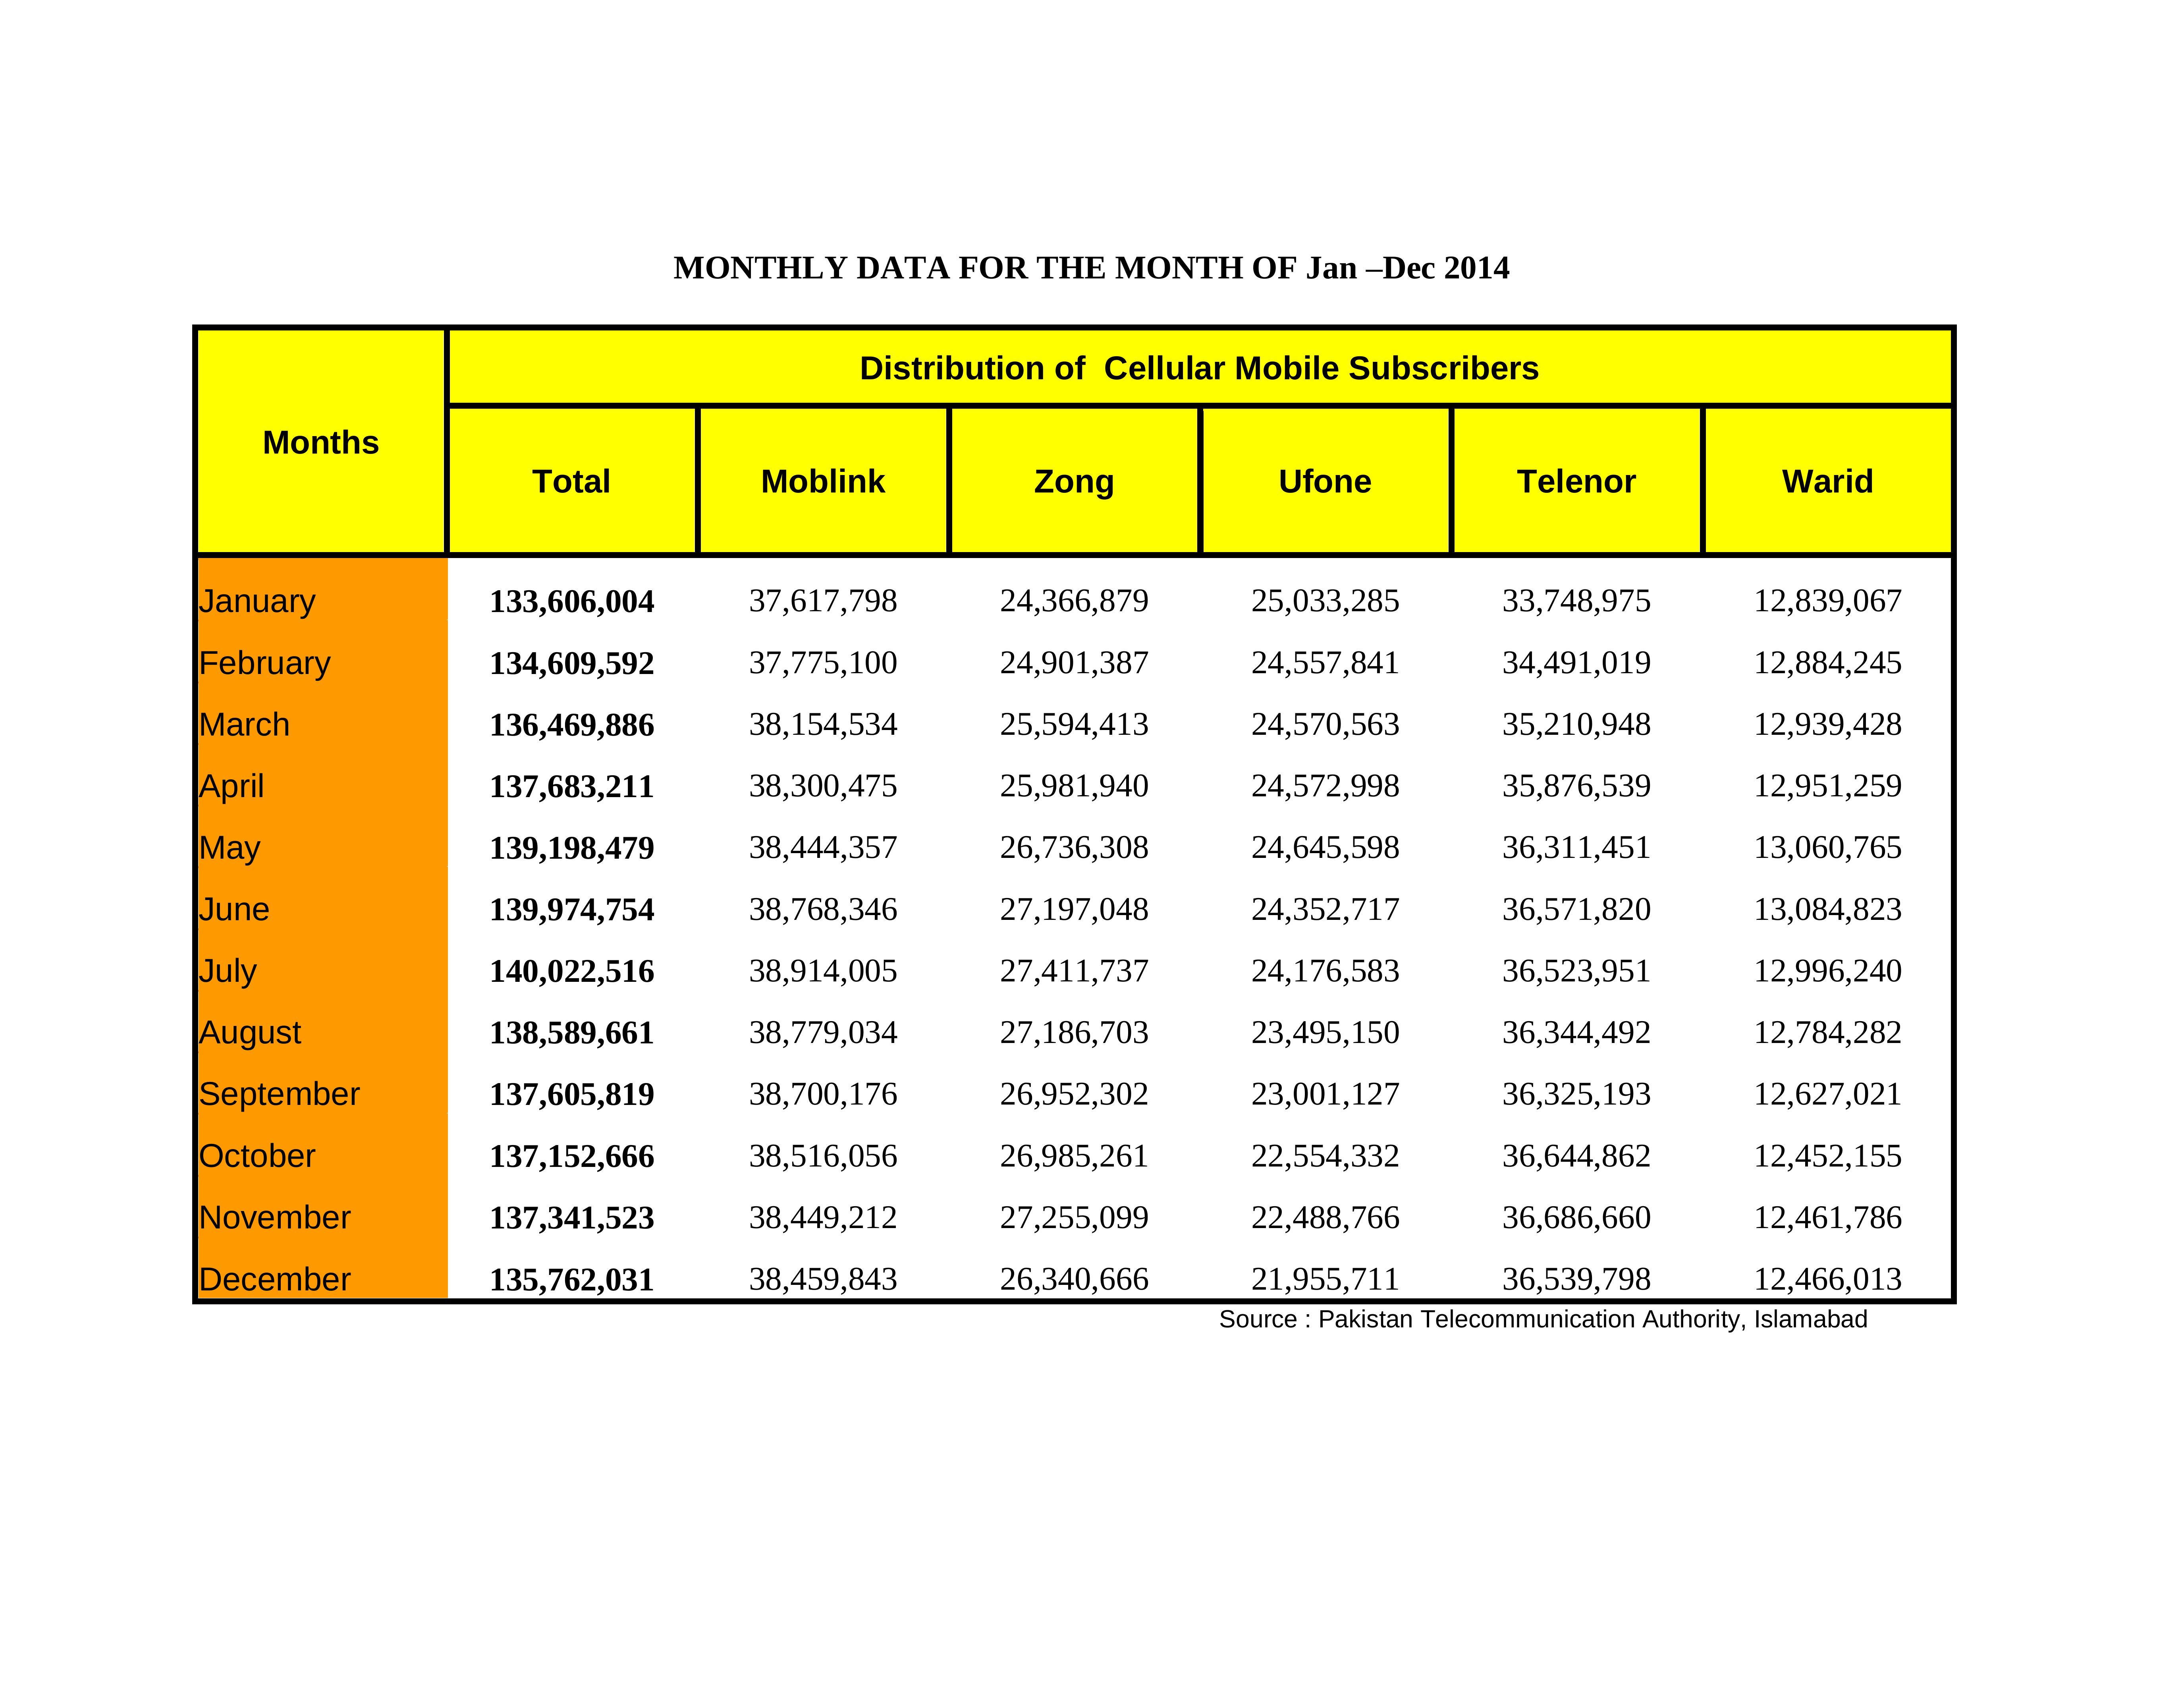 MONTHLY DATA FOR THE MONTH OF Jan –Dec 2014
Months
Distribution of  Cellular Mobile Subscribers
Total Moblink Zong Ufone Telenor Warid
January 133,606,004 37,617,798 24,366,879 25,033,285 33,748,975 12,839,067
February 134,609,592 37,775,100 24,901,387 24,557,841 34,491,019 12,884,245
March 136,469,886 38,154,534 25,594,413 24,570,563 35,210,948 12,939,428
April 137,683,211 38,300,475 25,981,940 24,572,998 35,876,539 12,951,259
May 139,198,479 38,444,357 26,736,308 24,645,598 36,311,451 13,060,765
June 139,974,754 38,768,346 27,197,048 24,352,717 36,571,820 13,084,823
July 140,022,516 38,914,005 27,411,737 24,176,583 36,523,951 12,996,240
August 138,589,661 38,779,034 27,186,703 23,495,150 36,344,492 12,784,282
September 137,605,819 38,700,176 26,952,302 23,001,127 36,325,193 12,627,021
October 137,152,666 38,516,056 26,985,261 22,554,332 36,644,862 12,452,155
November 137,341,523 38,449,212 27,255,099 22,488,766 36,686,660 12,461,786
December 135,762,031 38,459,843 26,340,666 21,955,711 36,539,798 12,466,013
Source : Pakistan Telecommunication Authority, Islamabad